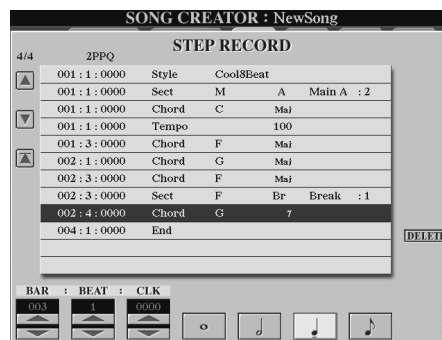 SONG CREATOR : NewSong
STEP RECORD
4/4 2PPQ
001 : 1 : 0000 Style Cool8Beat
001 : 1 : 0000 Sect M A Main A : 2
001 : 1 : 0000 Chord C Maj
001 : 1 : 0000 Tempo 100
001 : 3 : 0000 Chord F Maj
002 : 1 : 0000 Chord G Maj
002 : 3 : 0000 Chord F Maj
002 : 3 : 0000 Sect F Br Break : 1
002 : 4 : 0000 Chord G 7
004 : 1 : 0000 End
DELETE
BAR : BEAT : CLK
003 1 0000